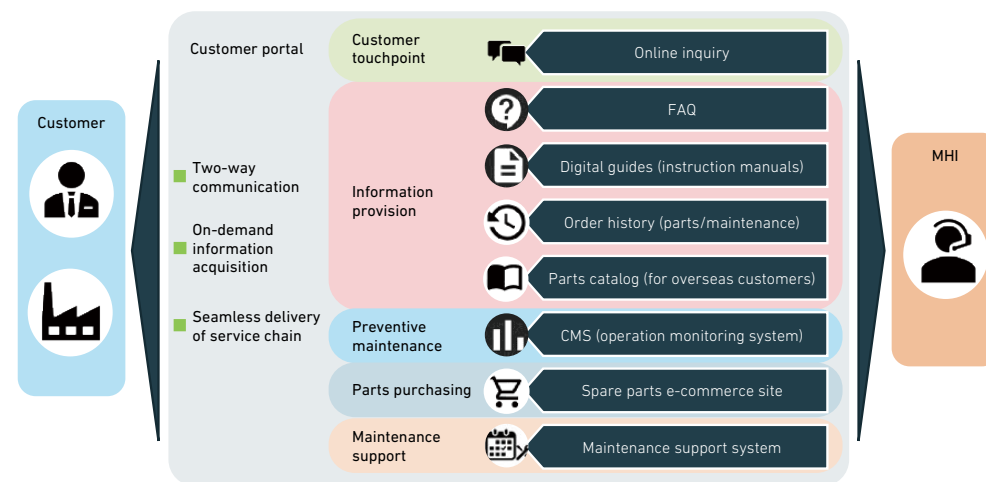 Customer
Customer portal
Two-way
communication
On-demand
information
acquisition
Seamless delivery
of service chain
Customer
touchpoint
Online inquiry
Information
provision
FAQ
Digital guides (instruction manuals)
Order history (parts/maintenance)
Parts catalog (for overseas customers)
Preventive
maintenance
CMS (operation monitoring system)
Parts purchasing
Spare parts e-commerce site
Maintenance
support
Maintenance support system
MHI